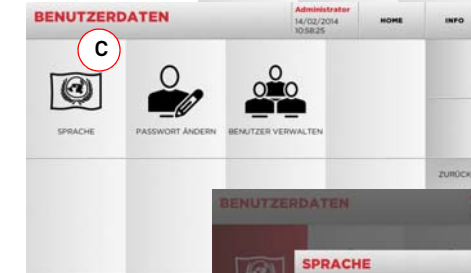 BENUTZERDATEN
Administrator
14/02/2014
10:58:25
HOME
INFO
C
SPRACHE
PASSWORT ÄNDERN
BENUTZER VERWALTEN
ZURÜCK
BENUTZERDATEN
SPRACHE